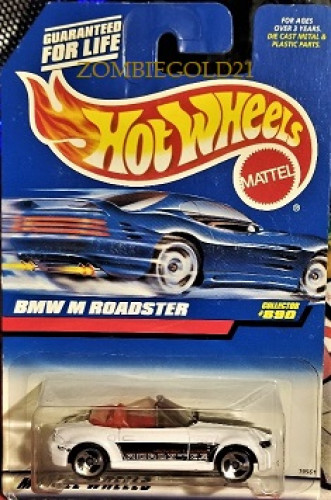 GUARANTEED
FOR LIFE
ZOMBIEGOLD21
FOR AGES
OVER 3 YEARS.
DIE CAST METAL &
PLASTIC PARTS.
HOT WHEELS
MATTEL
®
BMW M ROADSTER
COLLECTOR
#890